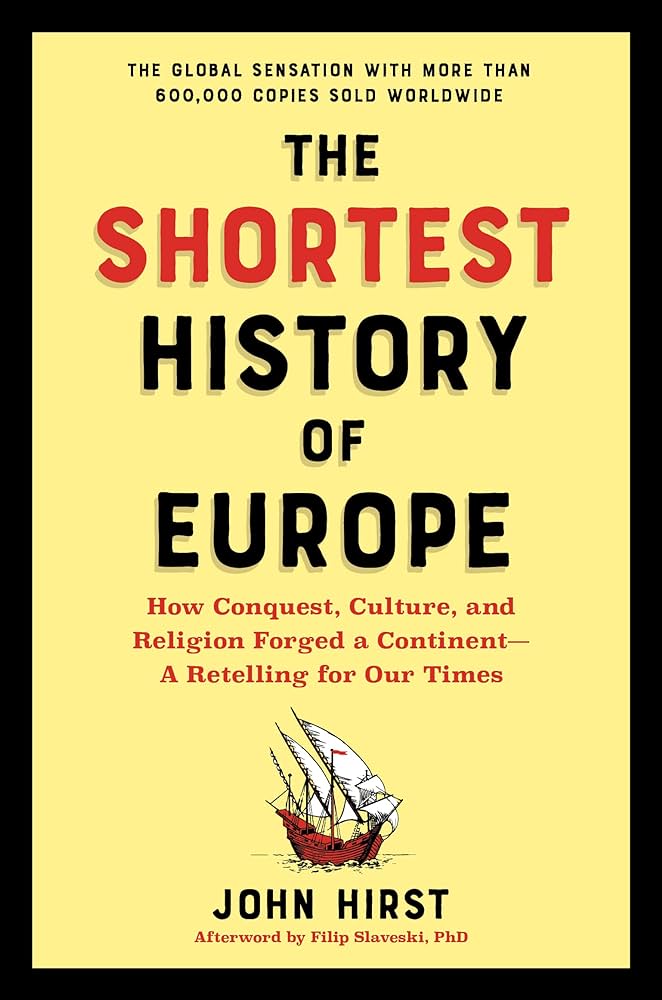 THE GLOBAL SENSATION WITH MORE THAN
600,000 COPIES SOLD WORLDWIDE
THE
SHORTEST
HISTORY
OF
EUROPE
How Conquest, Culture, and
Religion Forged a Continent—
A Retelling for Our Times
JOHN HIRST
Afterword by Filip Slaveski, PhD